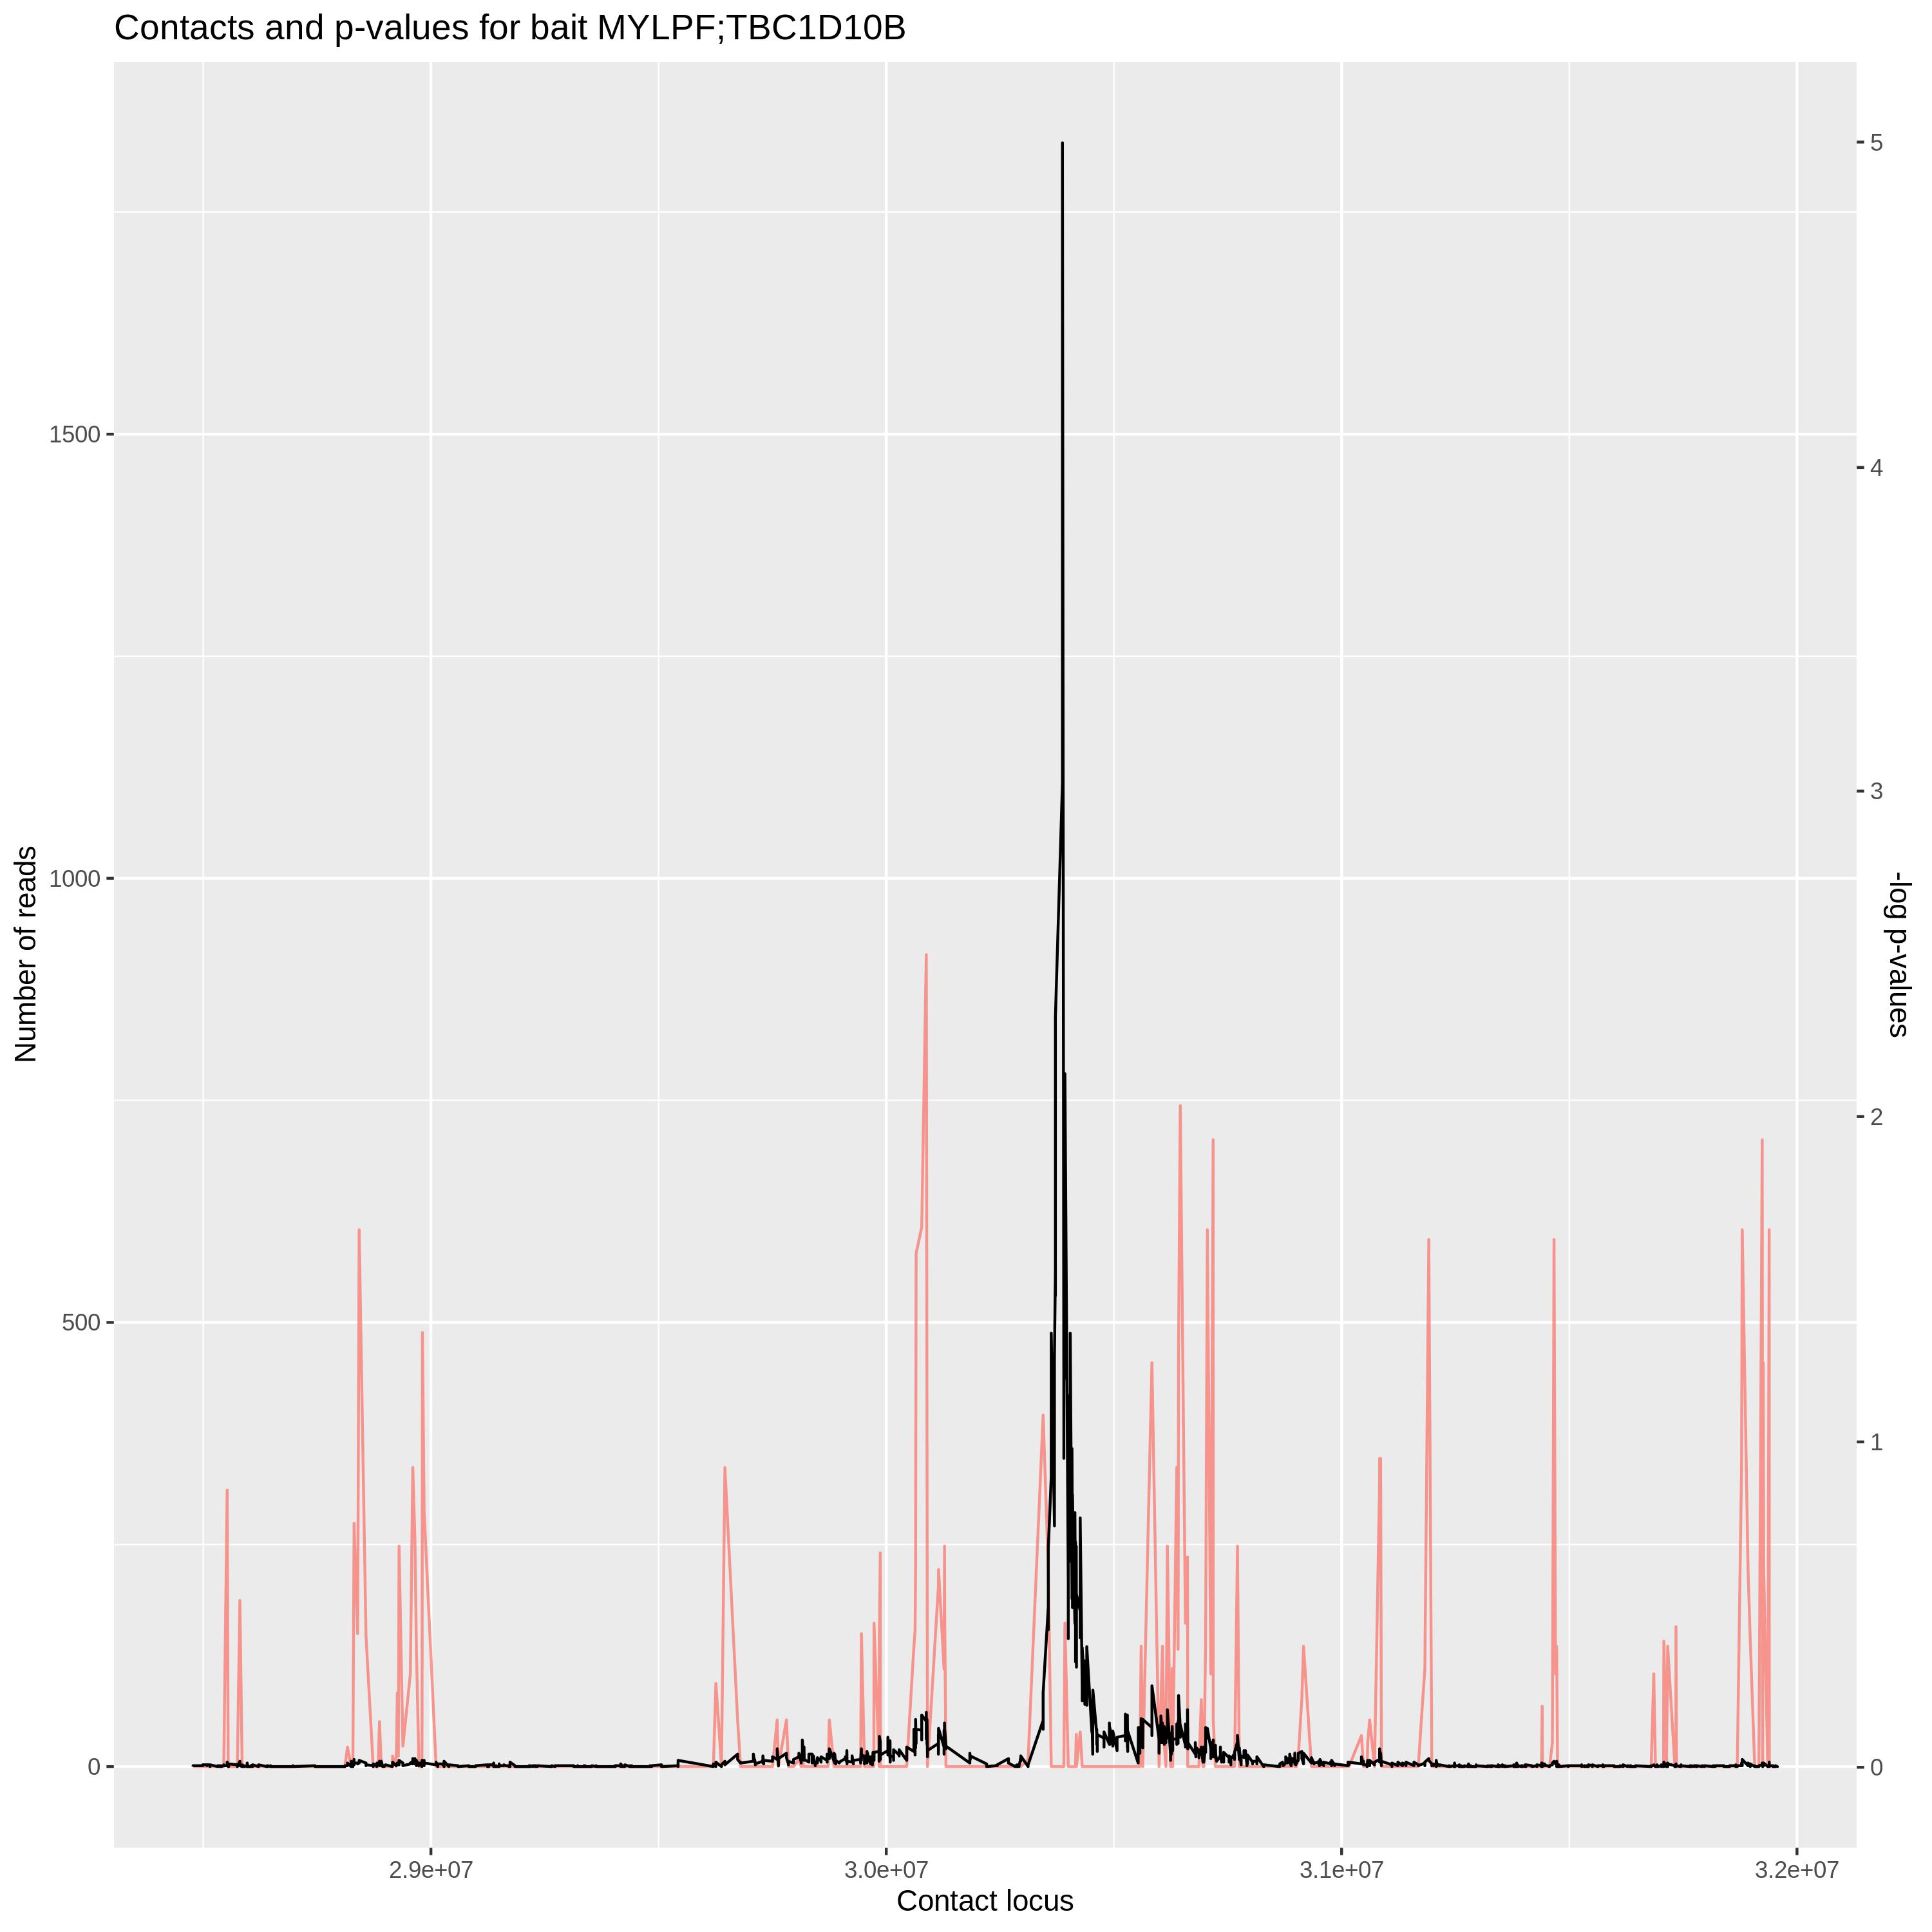 Contacts and p-values for bait MYLPF;TBC1D10B
Number of reads
1500
1000
500
0
5
4
3
2
1
0
-log p-values
2.9e+07
3.0e+07
3.1e+07
3.2e+07
Contact locus